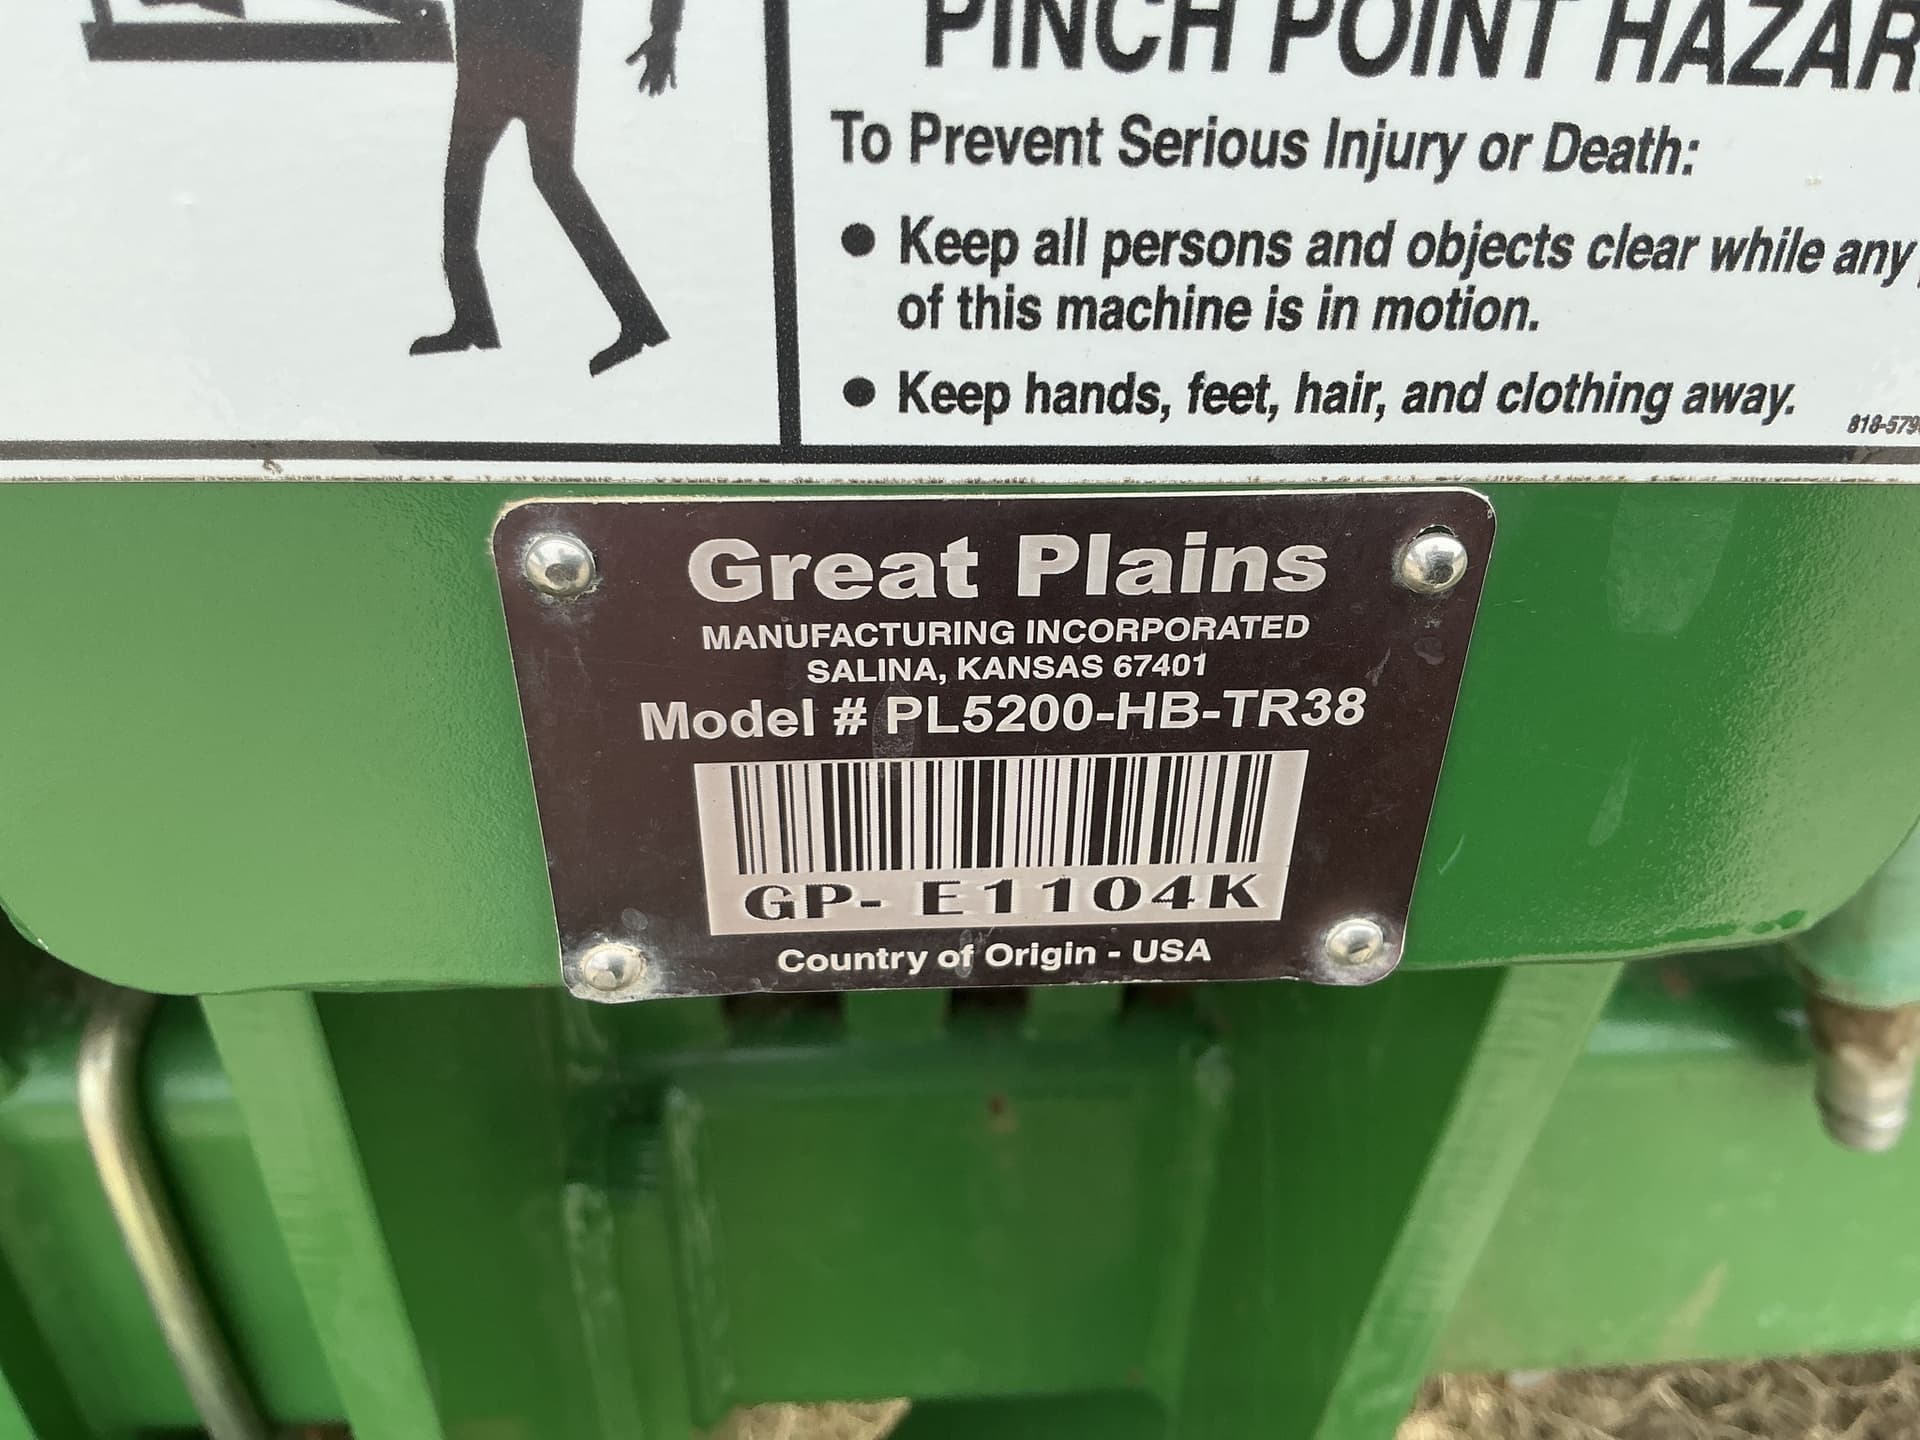 PINCH POINT HAZAR
To Prevent Serious Injury or Death:
• Keep all persons and objects clear while any
of this machine is in motion.
• Keep hands, feet, hair, and clothing away.
818-579
Great Plains
MANUFACTURING INCORPORATED
SALINA, KANSAS 67401
Model # PL5200-HB-TR38
GP- E1104K
Country of Origin - USA